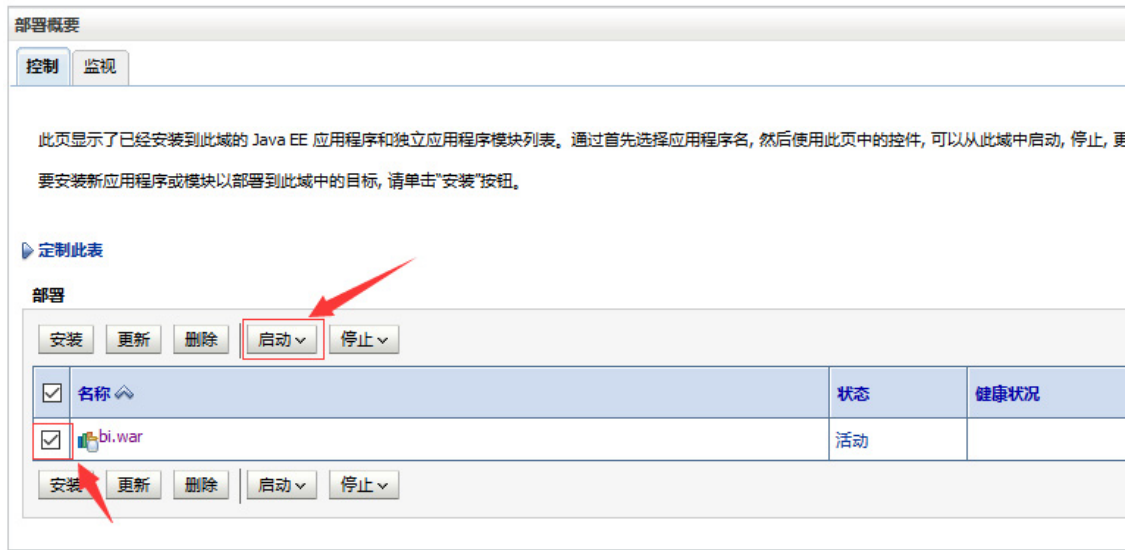 部署概要
控制 监视
此页显示了已经安装到此域的 Java EE 应用程序和独立应用程序模块列表。通过首先选择应用程序名, 然后使用此页中的控件, 可以从此域中启动, 停止, 更
要安装新应用程序或模块以部署到此域中的目标, 请单击“安装”按钮。
定制此表
部署
安装 更新 删除 启动 停止
名称 状态 健康状况
bi.war 活动
安装 更新 删除 启动 停止